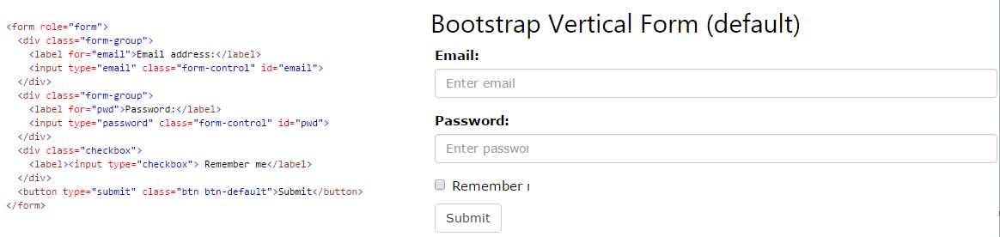 <form role="form">
<div class="form-group">
<label for="email">Email address:</label>
<input type="email" class="form-control" id="email">
</div>
<div class="form-group">
<label for="pwd">Password:</label>
<input type="password" class="form-control" id="pwd">
</div>
<div class="checkbox">
<label><input type="checkbox"> Remember me</label>
</div>
<button type="submit" class="btn btn-default">Submit</button>
</form>
Bootstrap Vertical Form (default)
Email:
Enter email
Password:
Enter passwor
Remember
Submit